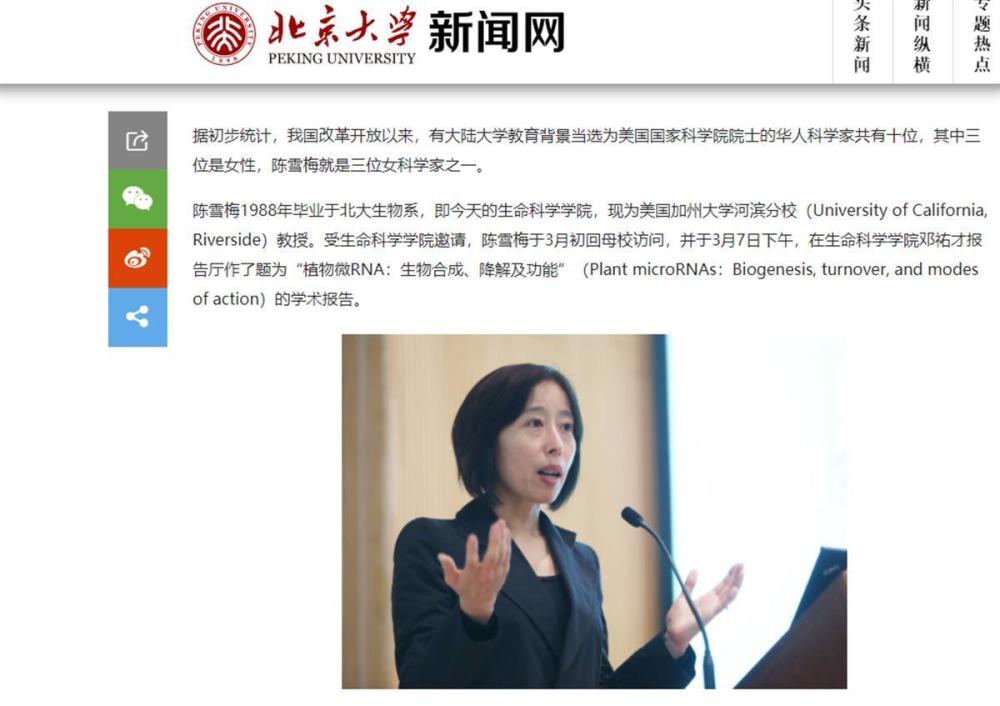 PEKING UNIVERSITY
1898
北京大学 新闻网
PEKING UNIVERSITY
头条新闻
新闻纵横
专题热点
据初步统计，我国改革开放以来，有大陆大学教育背景当选为美国国家科学院院士的华人科学家共有十位，其中三
位是女性，陈雪梅就是三位女科学家之一。
陈雪梅1988年毕业于北大生物系，即今天的生命科学学院，现为美国加州大学河滨分校（University of California,
Riverside）教授。受生命科学学院邀请，陈雪梅于3月初回母校访问，并于3月7日下午，在生命科学学院邓祐才报
告厅作了题为“植物微RNA：生物合成、降解及功能”（Plant microRNAs：Biogenesis, turnover, and modes
of action）的学术报告。